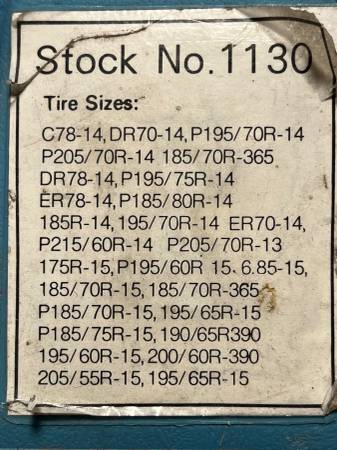 Stock No.1130
Tire Sizes:
C78-14, DR70-14, P195/70R-14
P205/70R-14 185/70R-365
DR78-14, P195/75R-14
ER78-14, P185/80R-14
185R-14, 195/70R-14 ER70-14,
P215/60R-14 P205/70R-13
175R-15, P195/60R 15, 6.85-15,
185/70R-15, 185/70R-365
P185/70R-15, 195/65R-15
P185/75R-15, 190/65R390
195/60R-15, 200/60R-390
205/55R-15, 195/65R-15